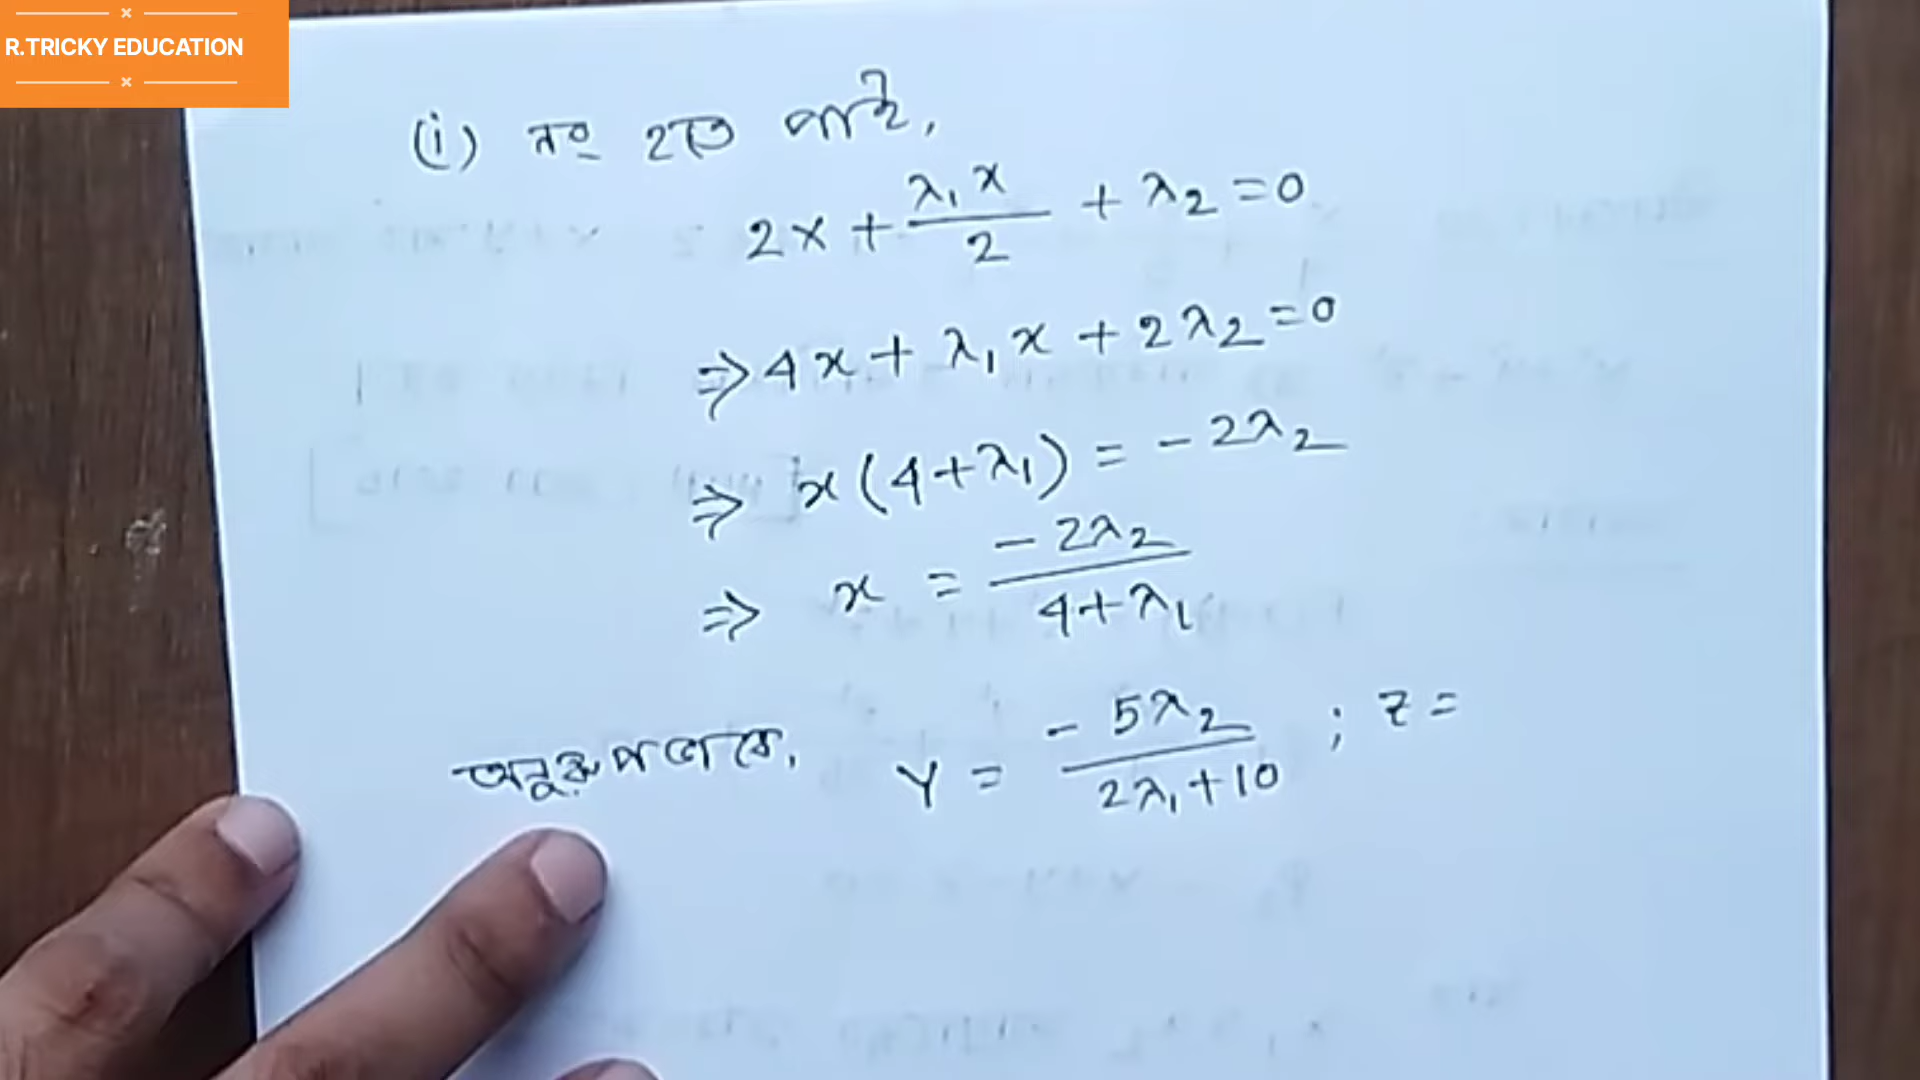 R.TRICKY EDUCATION
(i) নং হতে পাই,
2x + λ₁x/2 + λ₂ = 0
⇒ 4x + λ₁x + 2λ₂ = 0
⇒ x(4+λ₁) = -2λ₂
⇒ x = -2λ₂/4+λ₁
অনুরূপভাবে, Y = -5λ₂/2λ₁+10 ; z =